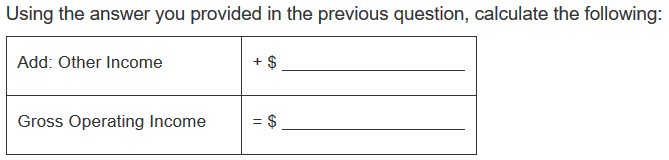 Using the answer you provided in the previous question, calculate the following:
Add: Other Income + $ ____________________
Gross Operating Income = $ ____________________